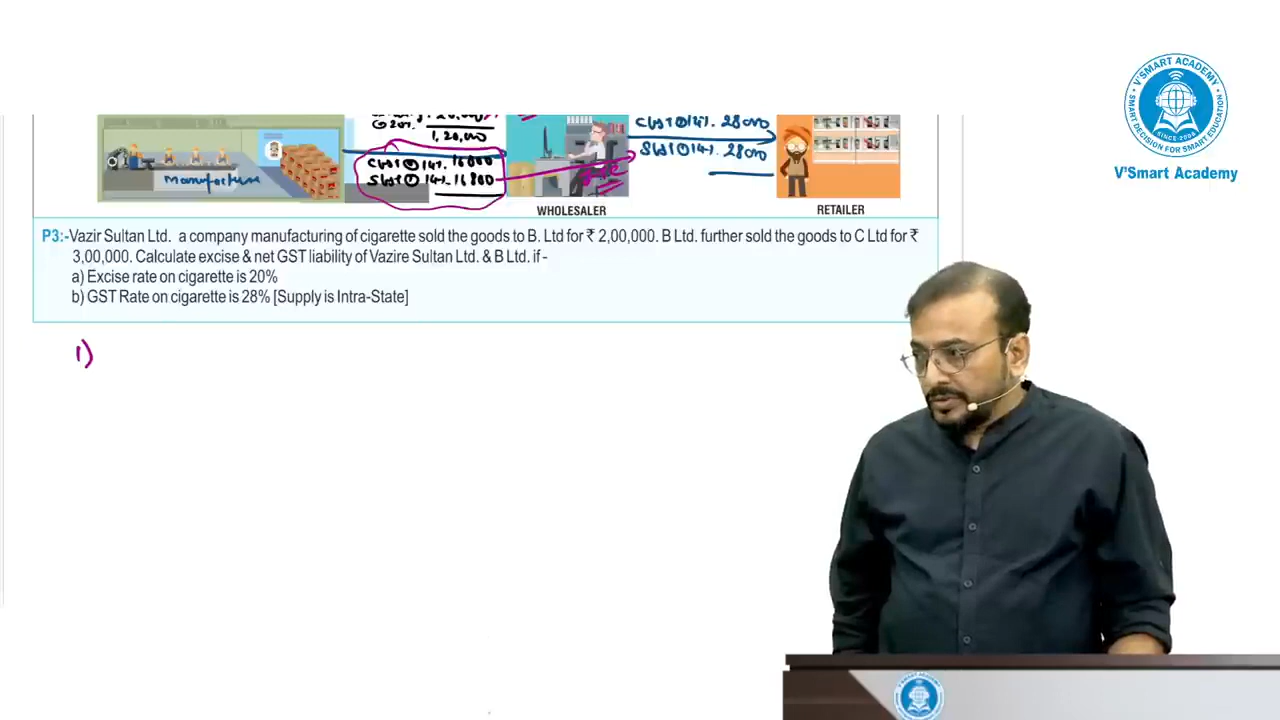 1,20,000
CGST @ 14%. 16800
SGST @ 14%. 16800
Manufacture
CGST @ 14%. 28000
SGST @ 14%. 28000
WHOLESALER
RETAILER
P3:-Vazir Sultan Ltd. a company manufacturing of cigarette sold the goods to B. Ltd for ₹ 2,00,000. B Ltd. further sold the goods to C Ltd for ₹
3,00,000. Calculate excise & net GST liability of Vazire Sultan Ltd. & B Ltd. if -
a) Excise rate on cigarette is 20%
b) GST Rate on cigarette is 28% [Supply is Intra-State]
1)
V'SMART ACADEMY
SINCE-2006
SMART DECISION FOR SMART EDUCATION
V'Smart Academy